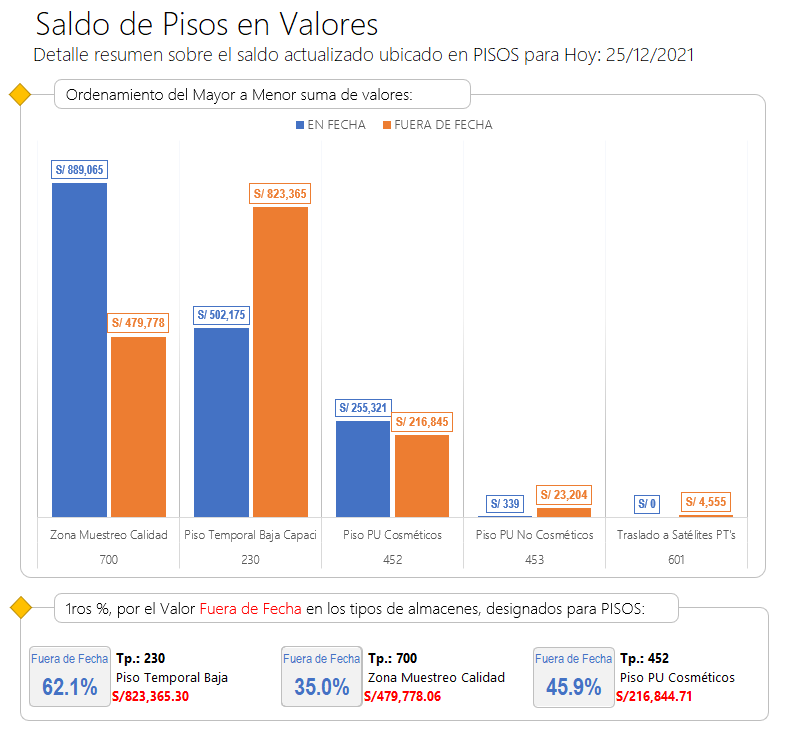 Saldo de Pisos en Valores
Detalle resumen sobre el saldo actualizado ubicado en PISOS para Hoy: 25/12/2021
Ordenamiento del Mayor a Menor suma de valores:
EN FECHA FUERA DE FECHA
S/ 889,065
S/ 823,365
S/ 502,175
S/ 479,778
S/ 255,321
S/ 216,845
S/ 339
S/ 23,204
S/ 0
S/ 4,555
Zona Muestreo Calidad Piso Temporal Baja Capaci Piso PU Cosméticos Piso PU No Cosméticos Traslado a Satélites PT's
700 230 452 453 601
1ros %, por el Valor Fuera de Fecha en los tipos de almacenes, designados para PISOS:
Fuera de Fecha
62.1%
Tp.: 230
Piso Temporal Baja
S/823,365.30
Fuera de Fecha
35.0%
Tp.: 700
Zona Muestreo Calidad
S/479,778.06
Fuera de Fecha
45.9%
Tp.: 452
Piso PU Cosméticos
S/216,844.71